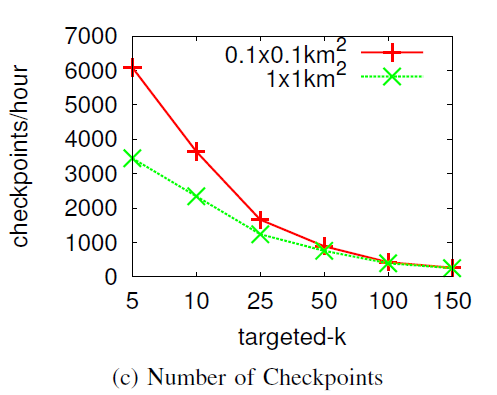 7000
6000
5000
4000
3000
2000
1000
0
checkpoints/hour
0.1x0.1km²
1x1km²
5 10 25 50 100 150
targeted-k
(c) Number of Checkpoints